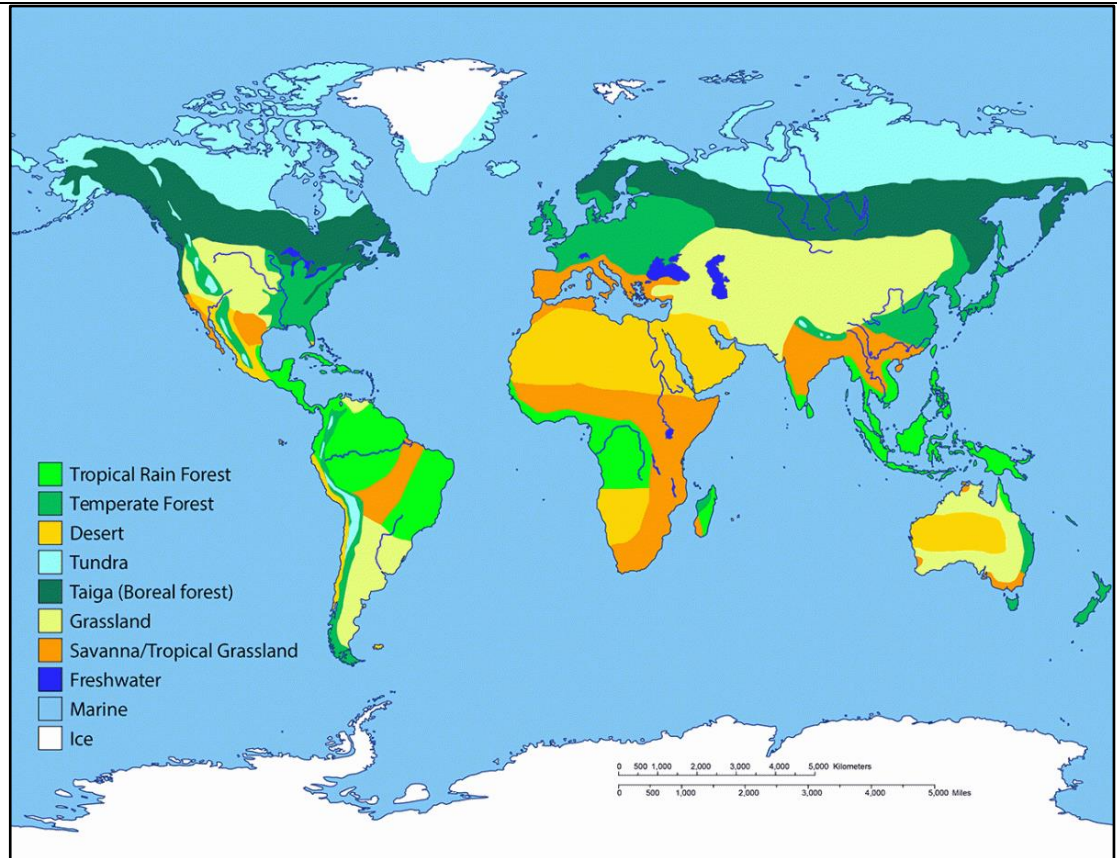 Tropical Rain Forest
Temperate Forest
Desert
Tundra
Taiga (Boreal forest)
Grassland
Savanna/Tropical Grassland
Freshwater
Marine
Ice
0 500 1,000 2,000 3,000 4,000 5,000 Kilometers
0 500 1,000 2,000 3,000 4,000 5,000 Miles